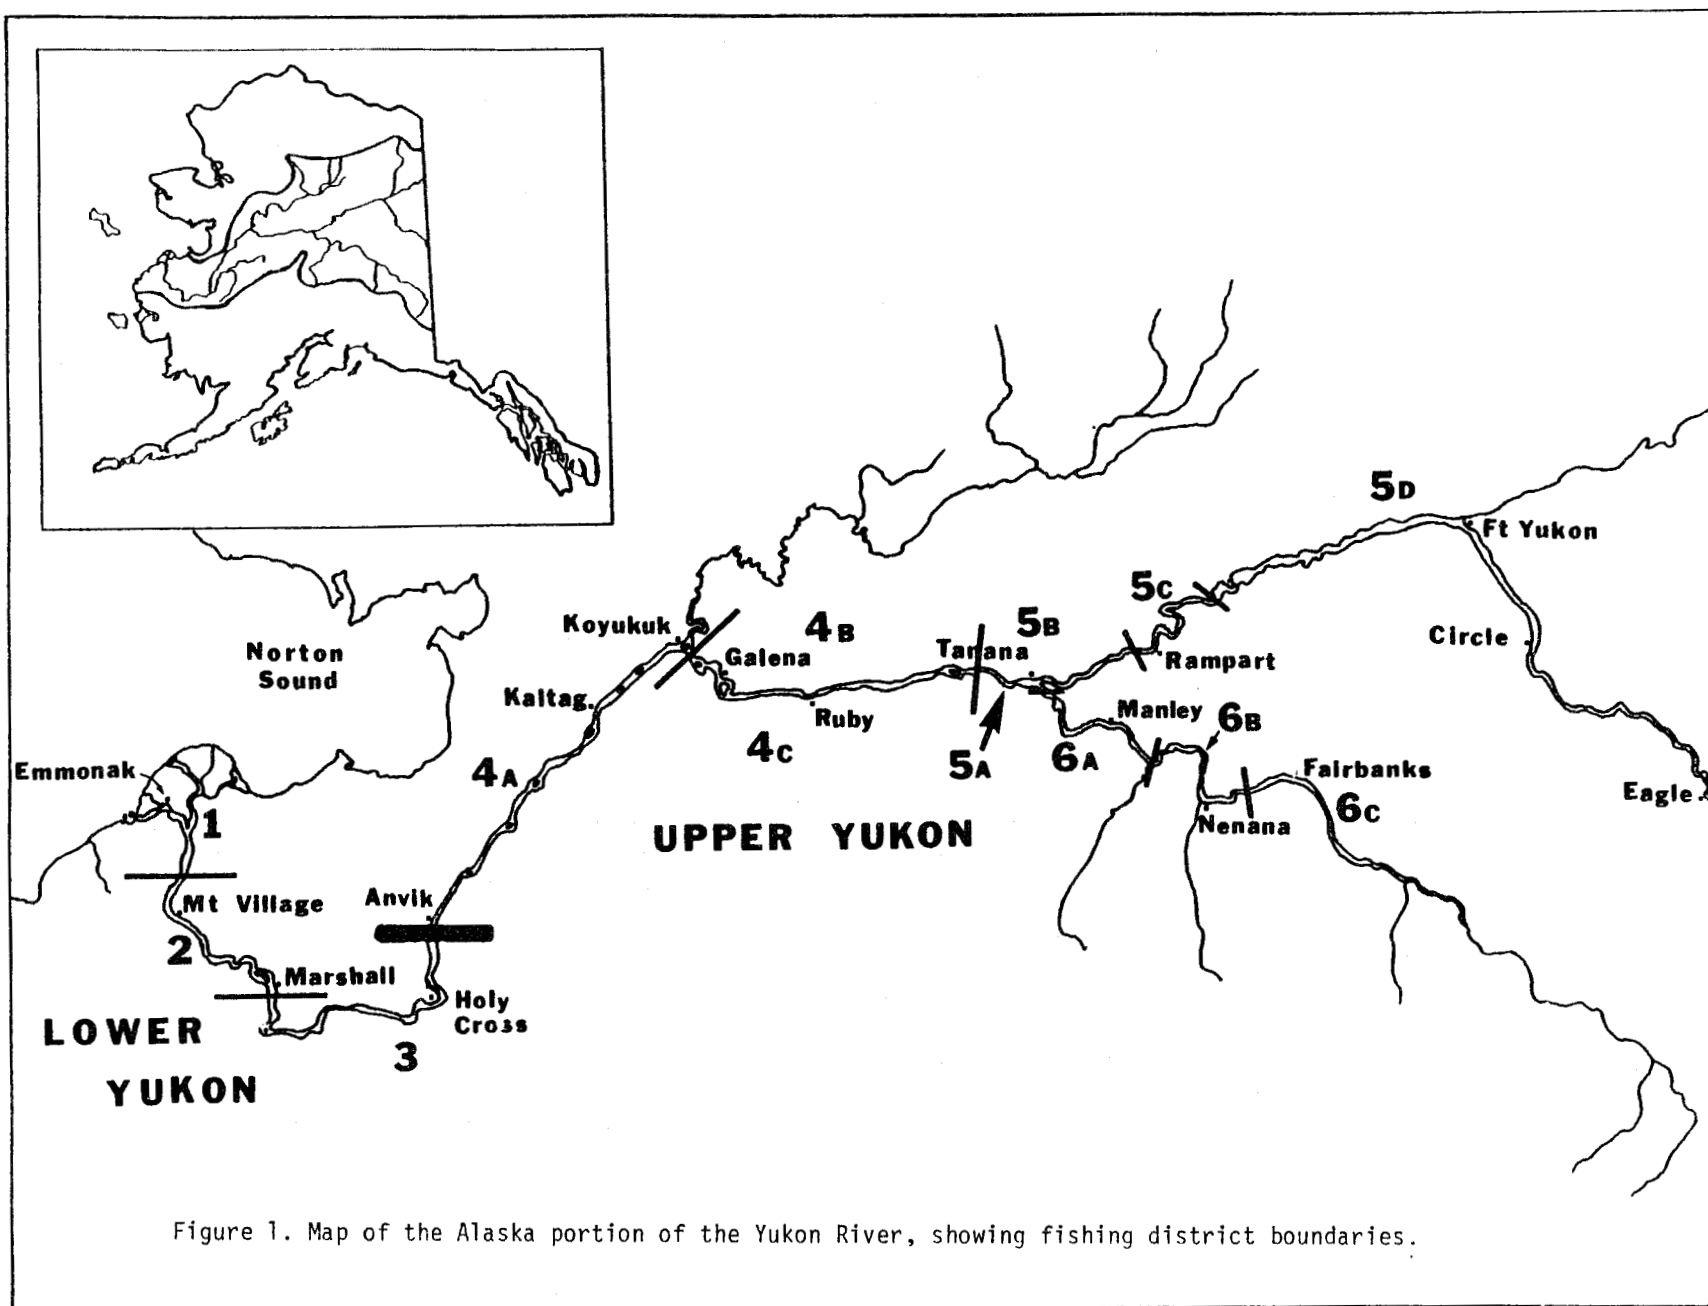 5D
Ft Yukon
5C
Koyukuk
4B
5B
Circle
Norton
Sound
Galena
Tanana
Rampart
Kaltag
Ruby
Manley
6B
4C
5A
6A
Emmonak
4A
Fairbanks
Eagle
1
6C
Nenana
UPPER YUKON
Anvik
Mt Village
2
Marshall
Holy
Cross
LOWER
YUKON
3
Figure 1. Map of the Alaska portion of the Yukon River, showing fishing district boundaries.